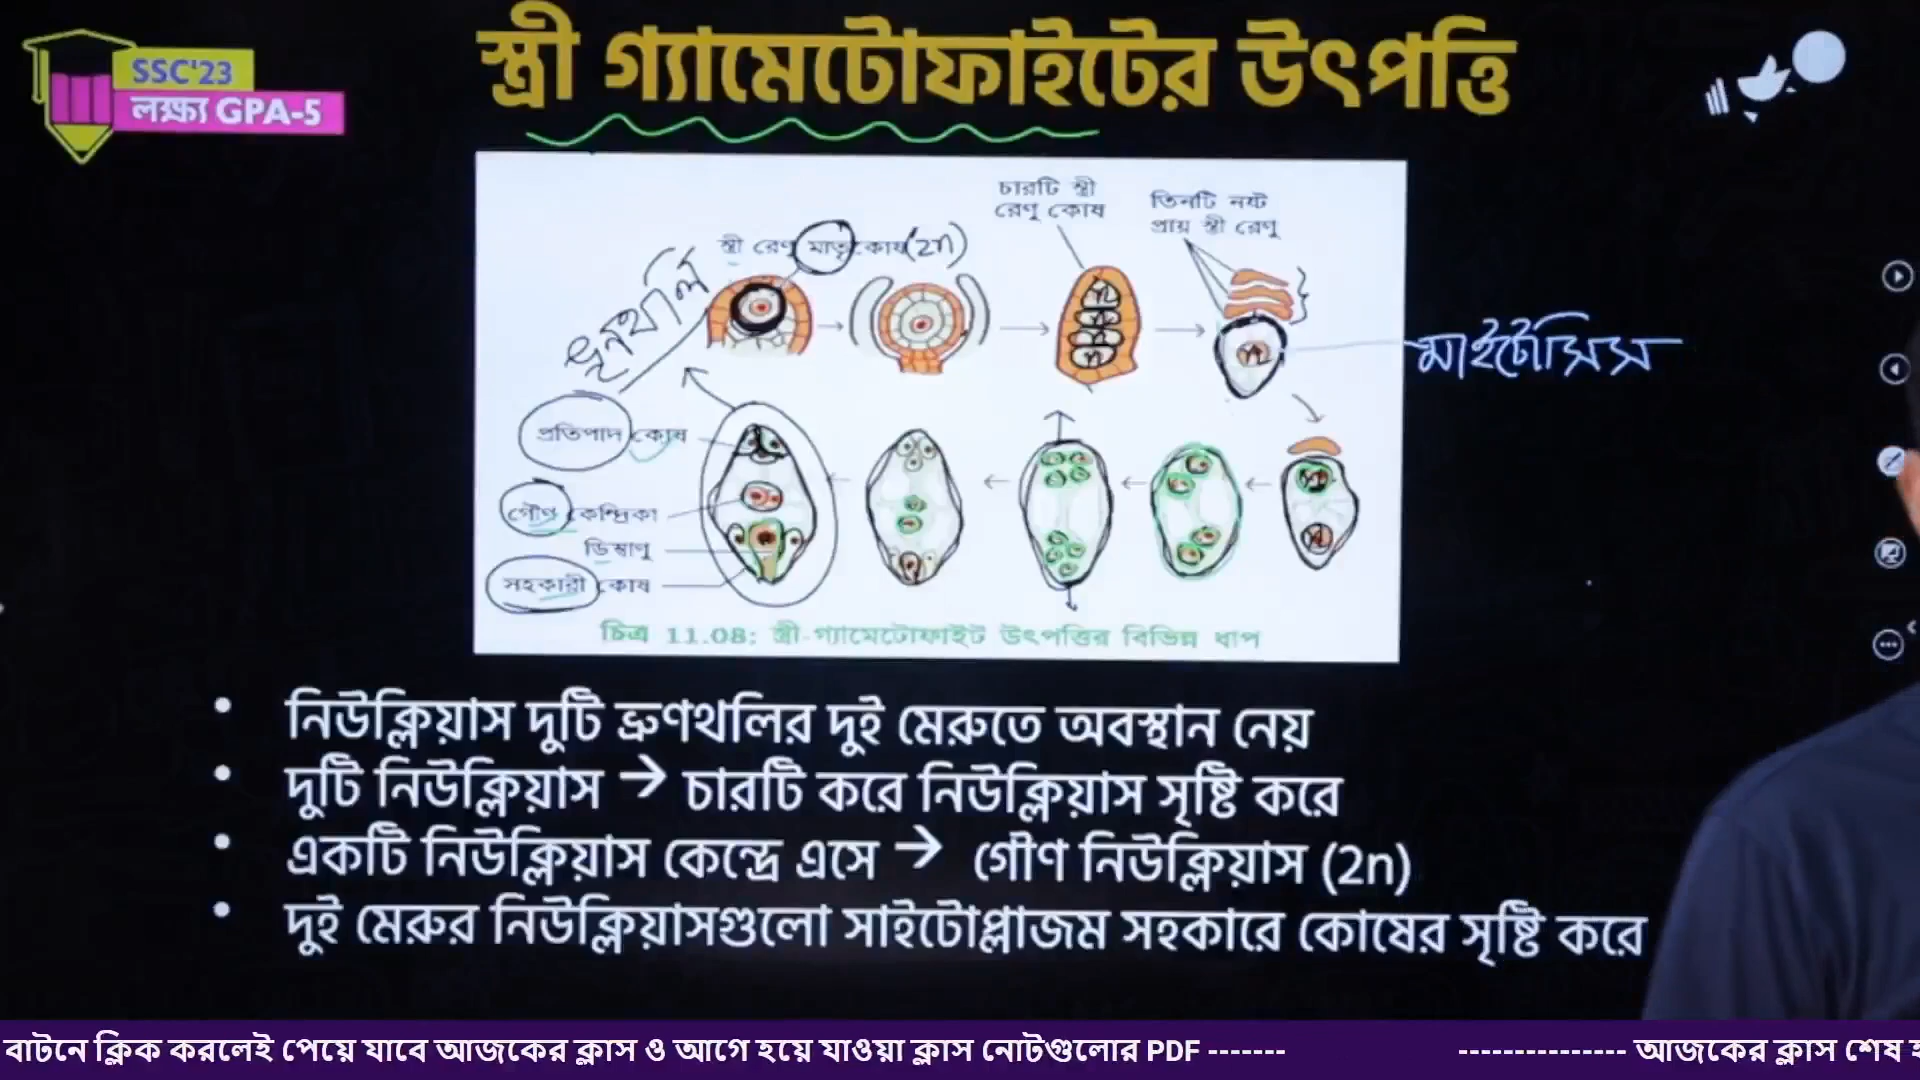 স্ত্রী গ্যামেটোফাইটের উৎপত্তি
SSC'23
লক্ষ্য GPA-5
চারটি স্ত্রী
রেণু কোষ
তিনটি নষ্ট
প্রায় স্ত্রী রেণু
স্ত্রী রেণু মাতৃকোষ(2n)
ভ্রূণথলি
মাইটোসিস
প্রতিপাদ কোষ
গৌণ কেন্দ্রিকা
ডিম্বাণু
সহকারী কোষ
চিত্র 11.08: স্ত্রী-গ্যামেটোফাইট উৎপত্তির বিভিন্ন ধাপ
• নিউক্লিয়াস দুটি ভ্রুণথলির দুই মেরুতে অবস্থান নেয়
• দুটি নিউক্লিয়াস → চারটি করে নিউক্লিয়াস সৃষ্টি করে
• একটি নিউক্লিয়াস কেন্দ্রে এসে → গৌণ নিউক্লিয়াস (2n)
• দুই মেরুর নিউক্লিয়াসগুলো সাইটোপ্লাজম সহকারে কোষের সৃষ্টি করে
বাটনে ক্লিক করলেই পেয়ে যাবে আজকের ক্লাস ও আগে হয়ে যাওয়া ক্লাস নোটগুলোর PDF ------- --------------- আজকের ক্লাস শেষ